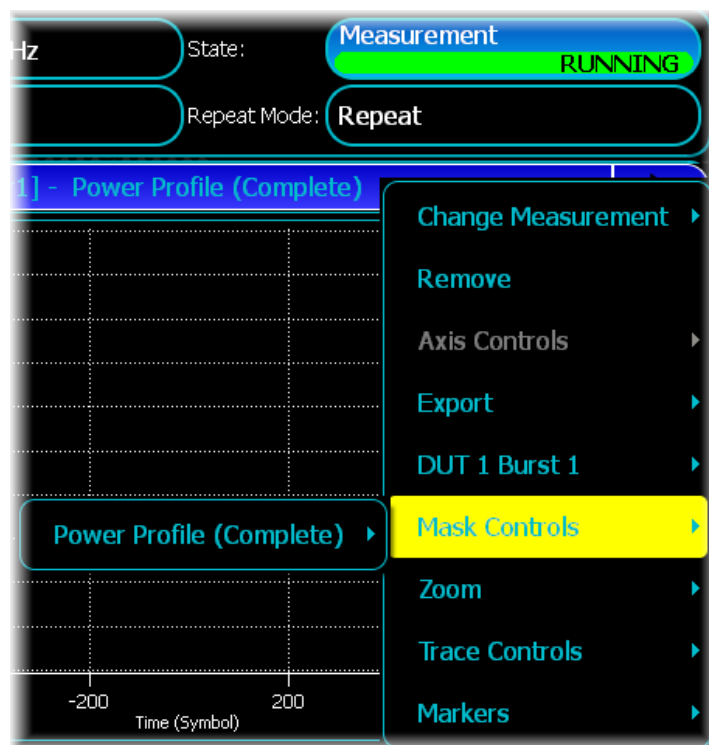 Hz
State:
Measurement
RUNNING
Repeat Mode:
Repeat
1] - Power Profile (Complete)
Change Measurement
Remove
Axis Controls
Export
DUT 1 Burst 1
Mask Controls
Power Profile (Complete)
Zoom
Trace Controls
Markers
-200
200
Time (Symbol)